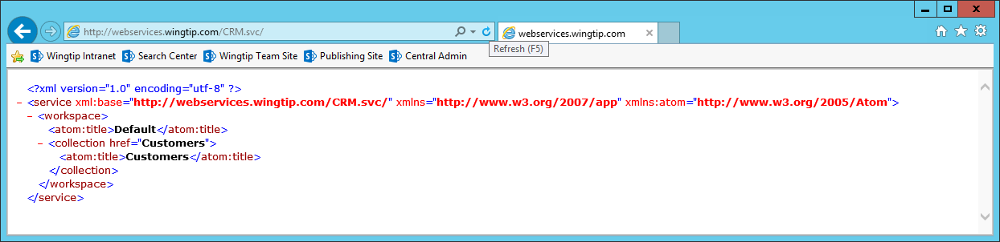 http://webservices.wingtip.com/CRM.svc/
webservices.wingtip.com
Refresh (F5)
Wingtip Intranet Search Center Wingtip Team Site Publishing Site Central Admin
<?xml version="1.0" encoding="utf-8" ?>
- <service xml:base="http://webservices.wingtip.com/CRM.svc/" xmlns="http://www.w3.org/2007/app" xmlns:atom="http://www.w3.org/2005/Atom">
- <workspace>
<atom:title>Default</atom:title>
- <collection href="Customers">
<atom:title>Customers</atom:title>
</collection>
</workspace>
</service>